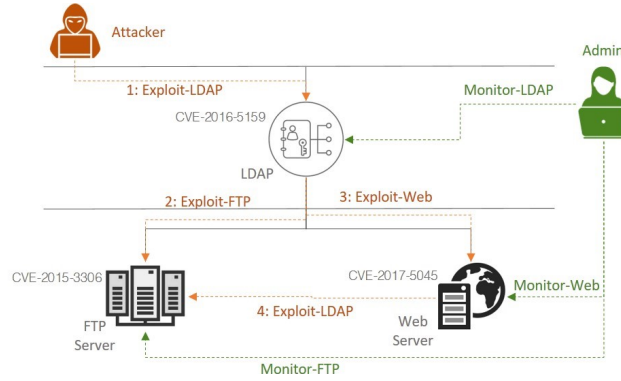 Attacker
Admin
1: Exploit-LDAP
Monitor-LDAP
CVE-2016-5159
LDAP
2: Exploit-FTP
3: Exploit-Web
CVE-2015-3306
CVE-2017-5045
Monitor-Web
4: Exploit-LDAP
FTP
Server
Web
Server
Monitor-FTP